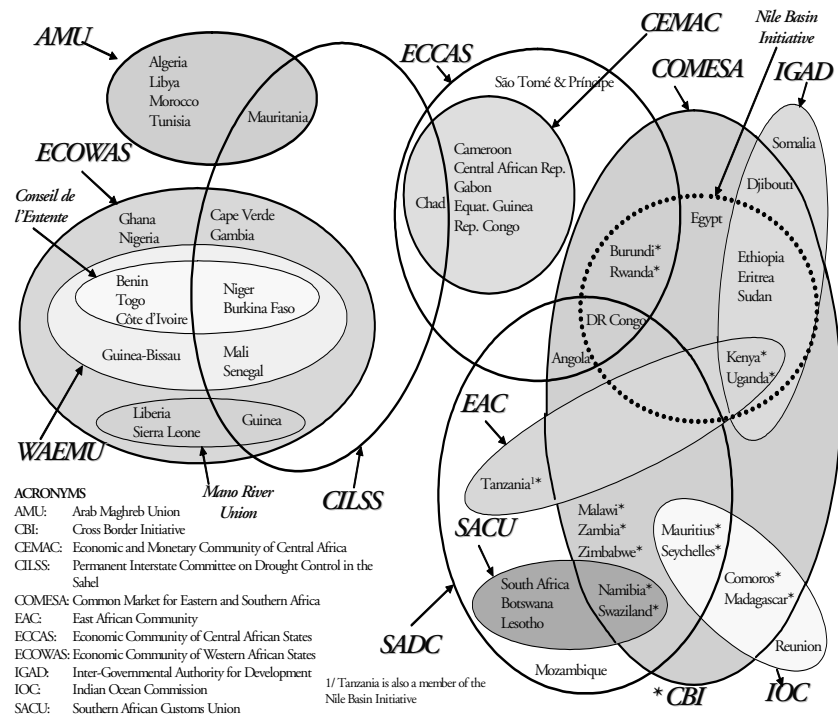 AMU
Algeria
Libya
Morocco
Tunisia
Mauritania
ECCAS
CEMAC
Nile Basin
Initiative
COMESA
IGAD
São Tomé & Príncipe
Somalia
Djibouti
Cameroon
Central African Rep.
Gabon
Equat. Guinea
Rep. Congo
Chad
ECOWAS
Conseil de
l'Entente
Ghana
Nigeria
Cape Verde
Gambia
Benin
Togo
Côte d'Ivoire
Niger
Burkina Faso
Guinea-Bissau
Mali
Senegal
Liberia
Sierra Leone
Guinea
WAEMU
Mano River
Union
CILSS
Egypt
Burundi*
Rwanda*
Ethiopia
Eritrea
Sudan
DR Congo
Angola
Kenya*
Uganda*
EAC
Tanzania¹*
SACU
Malawi*
Zambia*
Zimbabwe*
Mauritius*
Seychelles*
South Africa
Botswana
Lesotho
Namibia*
Swaziland*
Comoros*
Madagascar*
Reunion
SADC
Mozambique
* CBI
IOC
ACRONYMS
AMU: Arab Maghreb Union
CBI: Cross Border Initiative
CEMAC: Economic and Monetary Community of Central Africa
CILSS: Permanent Interstate Committee on Drought Control in the
Sahel
COMESA: Common Market for Eastern and Southern Africa
EAC: East African Community
ECCAS: Economic Community of Central African States
ECOWAS: Economic Community of Western African States
IGAD: Inter-Governmental Authority for Development
IOC: Indian Ocean Commission
SACU: Southern African Customs Union
1/ Tanzania is also a member of the
Nile Basin Initiative